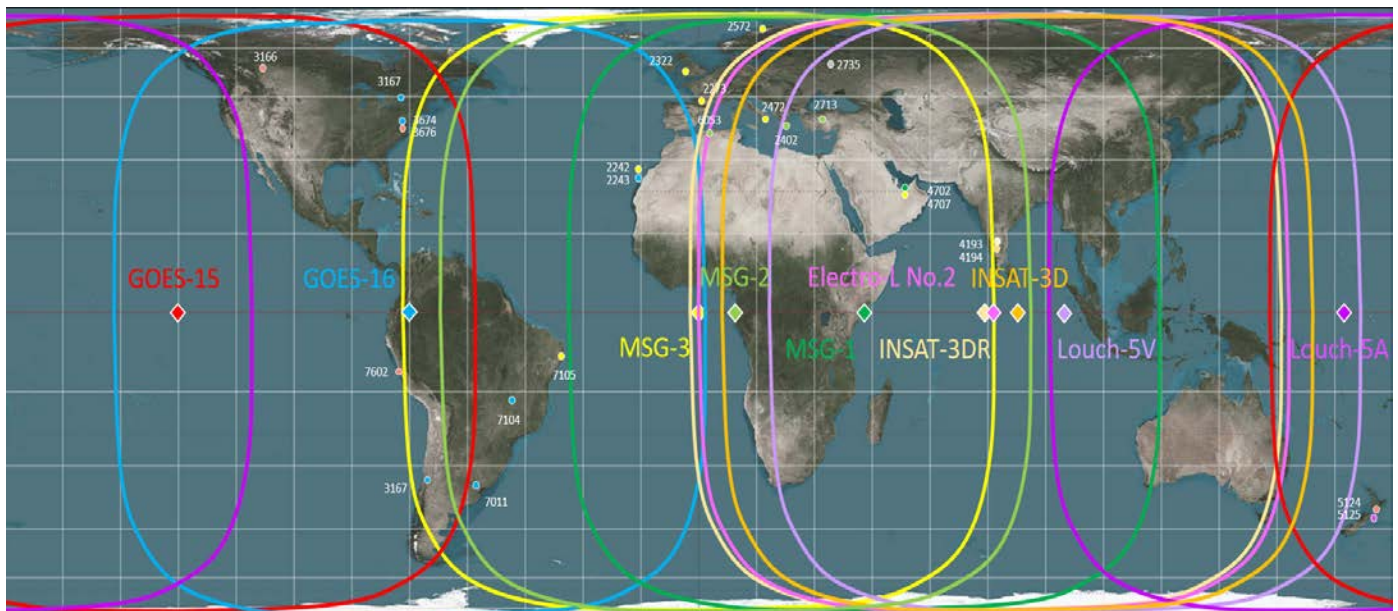 2572
3166
2322
2735
3167
2273
3674
3676
2472
2713
6053
2402
2242
2243
4702
4707
4193
4194
GOES-15
GOES-16
MSG-2
Electro-L No.2
INSAT-3D
MSG-3
MSG-1
INSAT-3DR
Louch-5V
Louch-5A
7105
7602
7104
3167
7011
5124
5125